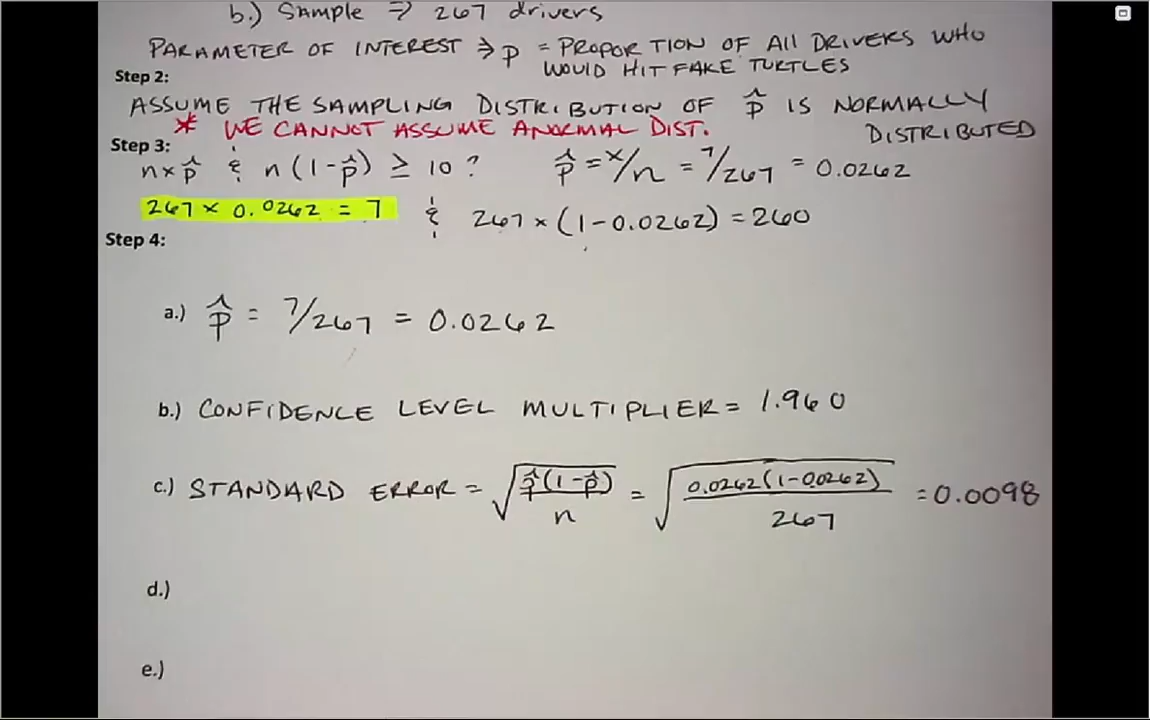 b.) Sample ⇒ 267 drivers
PARAMETER OF INTEREST ⇒ p = PROPORTION OF ALL DRIVERS WHO
WOULD HIT FAKE TURTLES
Step 2:
ASSUME THE SAMPLING DISTRIBUTION OF p̂ IS NORMALLY
DISTRIBUTED
* WE CANNOT ASSUME A NORMAL DIST.
Step 3:
n×p̂ & n(1-p̂) ≥ 10? p̂ = x/n = 7/267 = 0.0262
267 × 0.0262 = 7 & 267 × (1-0.0262) = 260
Step 4:
a.) p̂ = 7/267 = 0.0262
b.) CONFIDENCE LEVEL MULTIPLIER = 1.960
c.) STANDARD ERROR = √(p̂(1-p̂)/n) = √(0.0262(1-0.0262)/267) = 0.0098
d.)
e.)